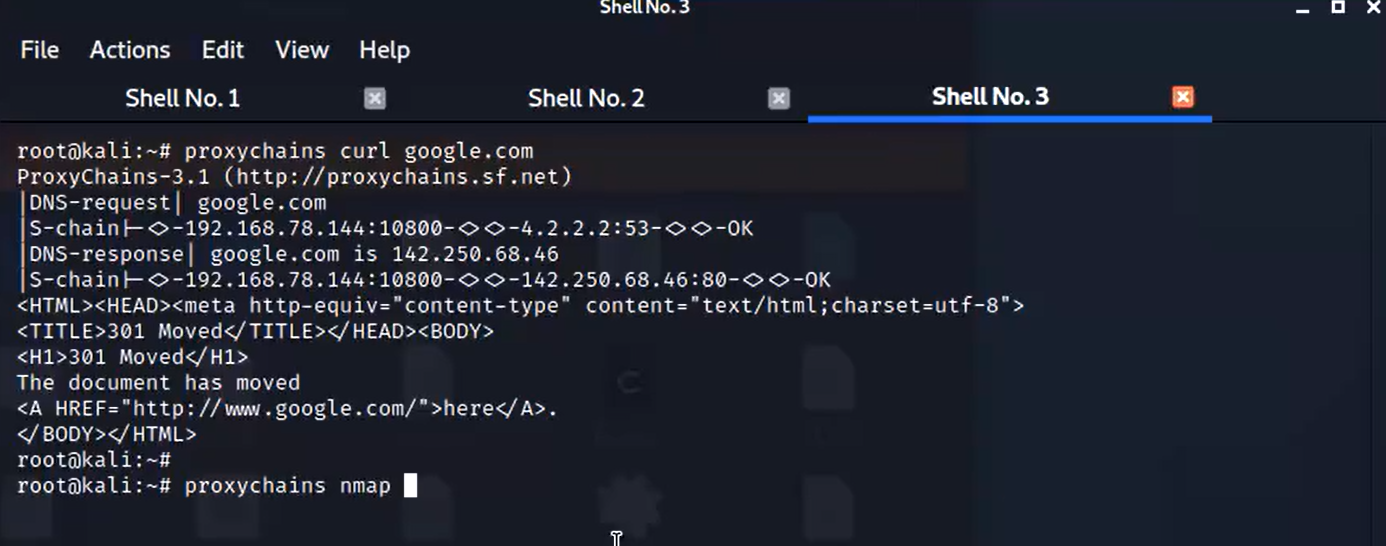 Shell No. 3
File Actions Edit View Help
Shell No. 1 Shell No. 2 Shell No. 3
root@kali:~# proxychains curl google.com
ProxyChains-3.1 (http://proxychains.sf.net)
|DNS-request| google.com
|S-chain|-<>-192.168.78.144:10800-<><>-4.2.2.2:53-<><>-OK
|DNS-response| google.com is 142.250.68.46
|S-chain|-<>-192.168.78.144:10800-<><>-142.250.68.46:80-<><>-OK
<HTML><HEAD><meta http-equiv="content-type" content="text/html;charset=utf-8">
<TITLE>301 Moved</TITLE></HEAD><BODY>
<H1>301 Moved</H1>
The document has moved
<A HREF="http://www.google.com/">here</A>.
</BODY></HTML>
root@kali:~#
root@kali:~# proxychains nmap